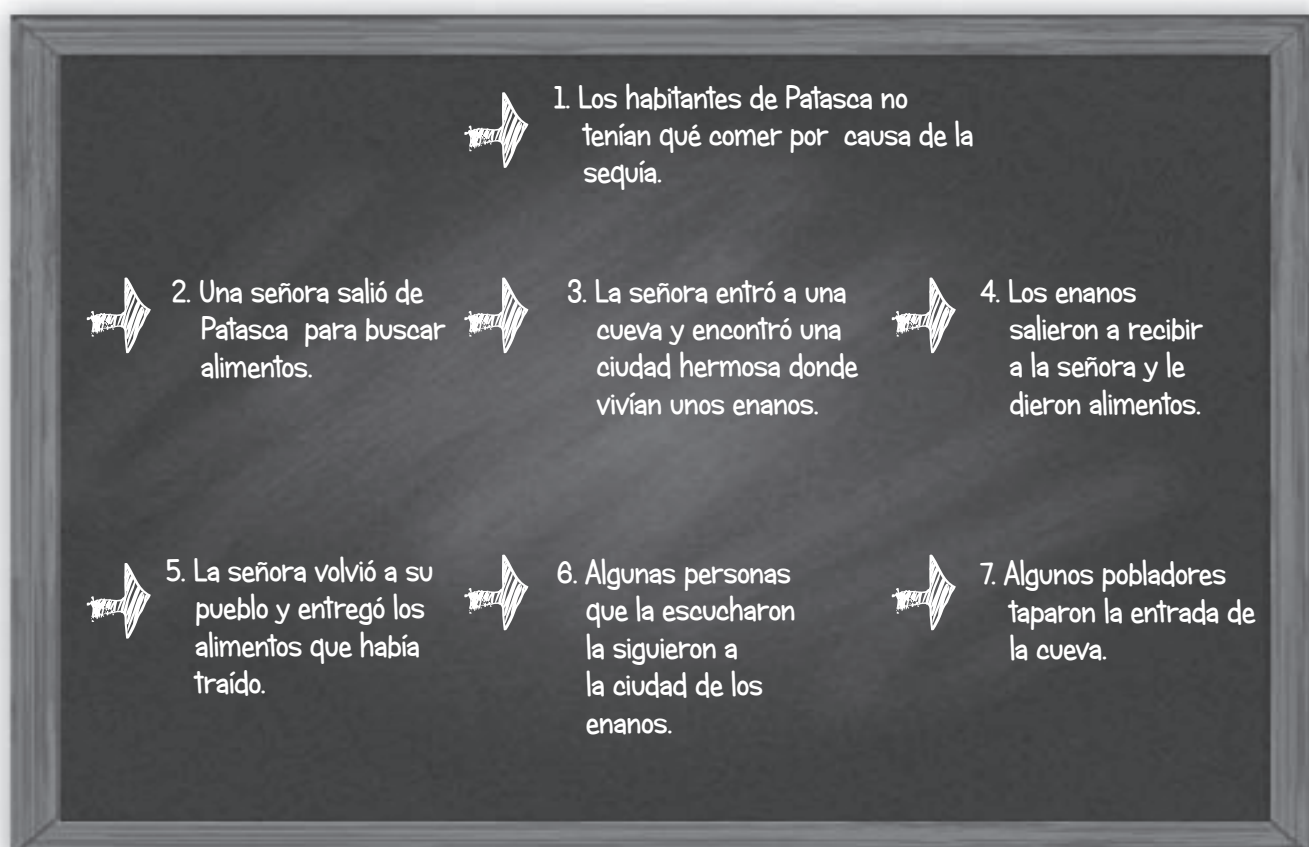 1. Los habitantes de Patasca no
tenían qué comer por causa de la
sequía.
2. Una señora salió de
Patasca para buscar
alimentos.
3. La señora entró a una
cueva y encontró una
ciudad hermosa donde
vivían unos enanos.
4. Los enanos
salieron a recibir
a la señora y le
dieron alimentos.
5. La señora volvió a su
pueblo y entregó los
alimentos que había
traído.
6. Algunas personas
que la escucharon
la siguieron a
la ciudad de los
enanos.
7. Algunos pobladores
taparon la entrada de
la cueva.